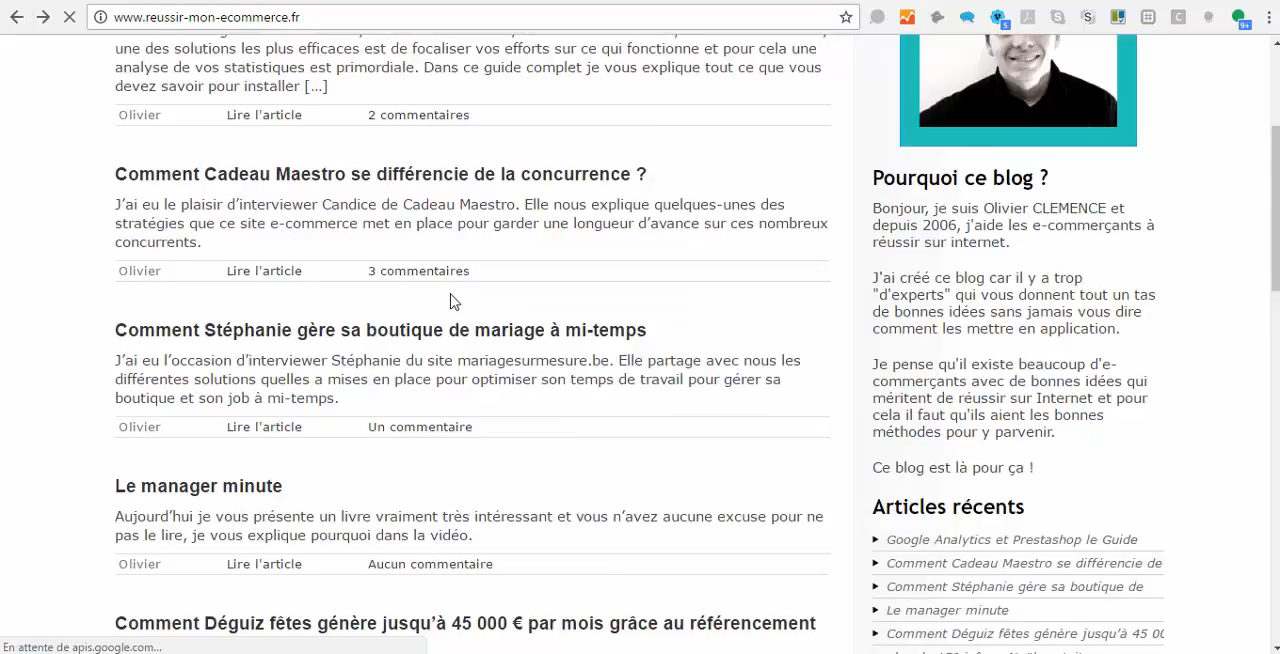 www.reussir-mon-ecommerce.fr
5
9+
une des solutions les plus efficaces est de focaliser vos efforts sur ce qui fonctionne et pour cela une
analyse de vos statistiques est primordiale. Dans ce guide complet je vous explique tout ce que vous
devez savoir pour installer […]
Olivier Lire l'article 2 commentaires
Comment Cadeau Maestro se différencie de la concurrence ?
J’ai eu le plaisir d’interviewer Candice de Cadeau Maestro. Elle nous explique quelques-unes des
stratégies que ce site e-commerce met en place pour garder une longueur d’avance sur ces nombreux
concurrents.
Olivier Lire l'article 3 commentaires
Comment Stéphanie gère sa boutique de mariage à mi-temps
J’ai eu l’occasion d’interviewer Stéphanie du site mariagesurmesure.be. Elle partage avec nous les
différentes solutions quelles a mises en place pour optimiser son temps de travail pour gérer sa
boutique et son job à mi-temps.
Olivier Lire l'article Un commentaire
Le manager minute
Aujourd’hui je vous présente un livre vraiment très intéressant et vous n’avez aucune excuse pour ne
pas le lire, je vous explique pourquoi dans la vidéo.
Olivier Lire l'article Aucun commentaire
Comment Déguiz fêtes génère jusqu’à 45 000 € par mois grâce au référencement
En attente de apis.google.com...
Pourquoi ce blog ?
Bonjour, je suis Olivier CLEMENCE et
depuis 2006, j'aide les e-commerçants à
réussir sur internet.
J'ai créé ce blog car il y a trop
"d'experts" qui vous donnent tout un tas
de bonnes idées sans jamais vous dire
comment les mettre en application.
Je pense qu'il existe beaucoup d'e-
commerçants avec de bonnes idées qui
méritent de réussir sur Internet et pour
cela il faut qu'ils aient les bonnes
méthodes pour y parvenir.
Ce blog est là pour ça !
Articles récents
Google Analytics et Prestashop le Guide
Comment Cadeau Maestro se différencie de
Comment Stéphanie gère sa boutique de
Le manager minute
Comment Déguiz fêtes génère jusqu’à 45 00